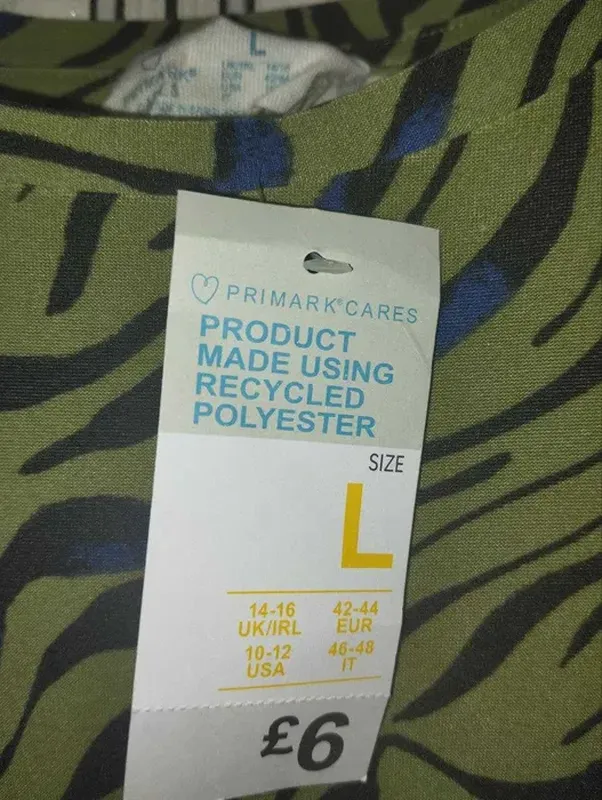 L
PRIMARK®CARES
PRODUCT
MADE USING
RECYCLED
POLYESTER
SIZE
L
14-16 42-44
UK/IRL EUR
10-12 46-48
USA IT
£6